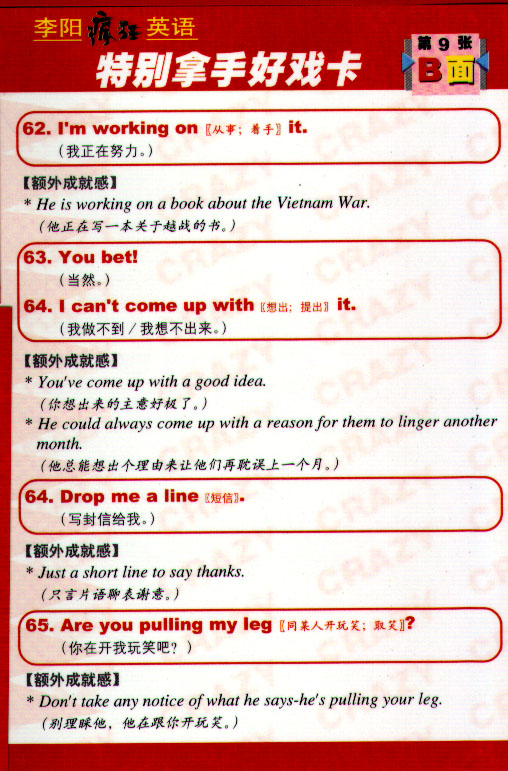 李阳疯狂英语
特别拿手好戏卡
第9张
B面
62. I'm working on〖从事；着手〗it.
（我正在努力。）
【额外成就感】
* He is working on a book about the Vietnam War.
（他正在写一本关于越战的书。）
63. You bet!
（当然。）
64. I can't come up with〖想出；提出〗it.
（我做不到／我想不出来。）
【额外成就感】
* You've come up with a good idea.
（你想出来的主意好极了。）
* He could always come up with a reason for them to linger another
month.
（他总能想出个理由来让他们再耽误上一个月。）
64. Drop me a line〖短信〗.
（写封信给我。）
【额外成就感】
* Just a short line to say thanks.
（只言片语聊表谢意。）
65. Are you pulling my leg〖同某人开玩笑；取笑〗?
（你在开我玩笑吧？）
【额外成就感】
* Don't take any notice of what he says-he's pulling your leg.
（别理睬他，他在跟你开玩笑。）